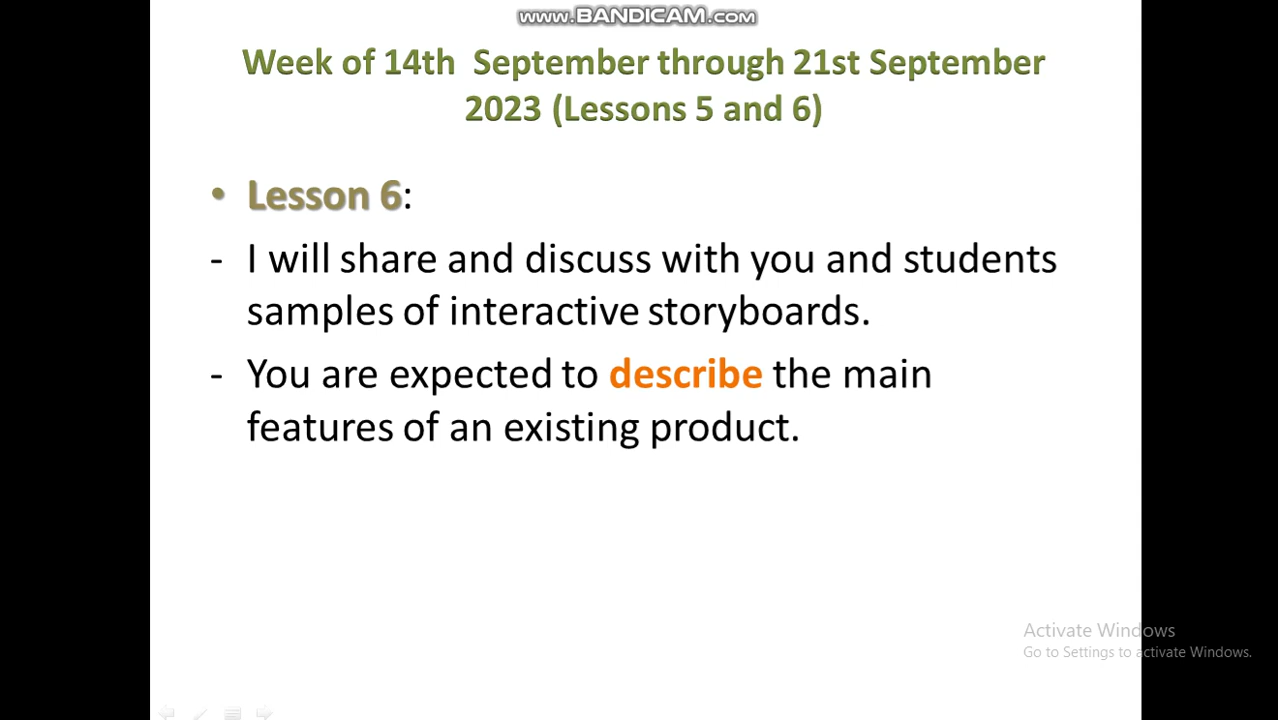 www.BANDICAM.com
Week of 14th  September through 21st September
2023 (Lessons 5 and 6)
• Lesson 6:
- I will share and discuss with you and students
samples of interactive storyboards.
- You are expected to describe the main
features of an existing product.
Activate Windows
Go to Settings to activate Windows.